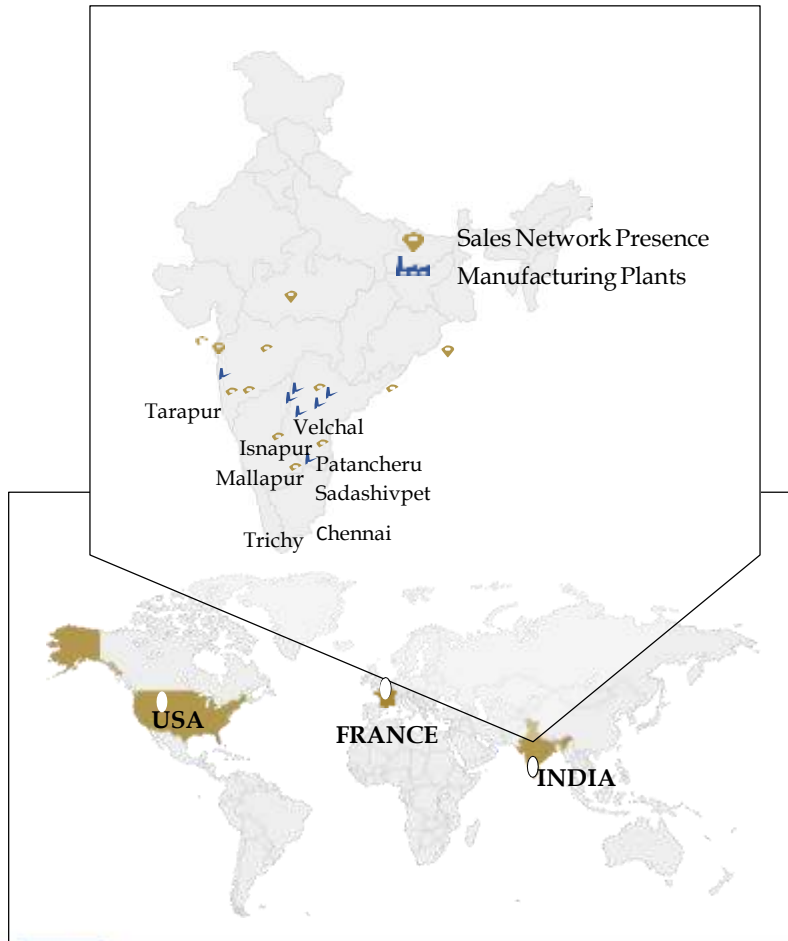 Sales Network Presence
Manufacturing Plants
Tarapur
Velchal
Isnapur
Patancheru
Mallapur
Sadashivpet
Chennai
Trichy
USA
FRANCE
INDIA